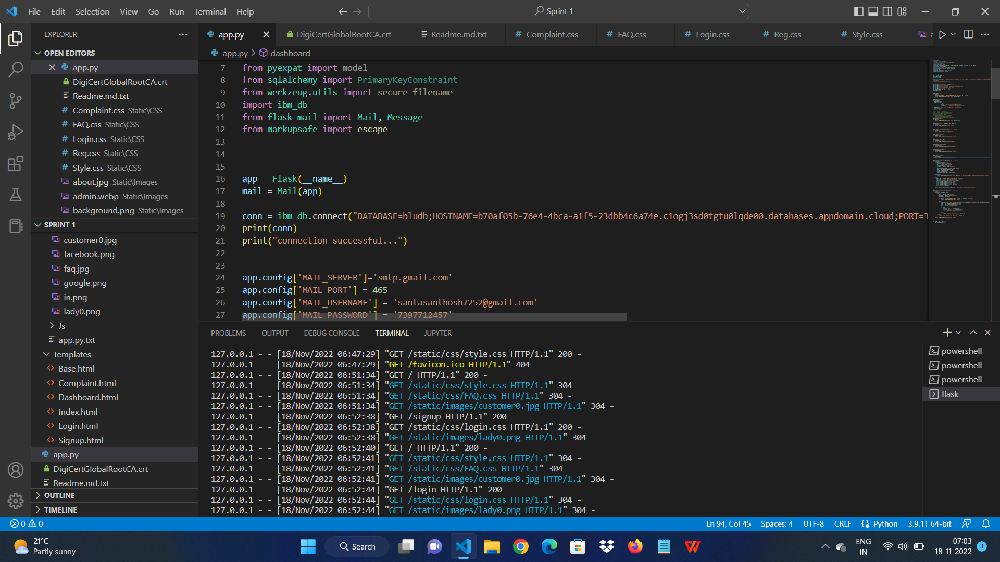 File Edit Selection View Go Run Terminal Help
Sprint 1
EXPLORER
OPEN EDITORS
app.py
DigiCertGlobalRootCA.crt
Readme.md.txt
Complaint.css Static\CSS
FAQ.css Static\CSS
Login.css Static\CSS
Reg.css Static\CSS
Style.css Static\CSS
about.jpg Static\Images
admin.webp Static\Images
background.png Static\Images
SPRINT 1
customer0.jpg
facebook.png
faq.jpg
google.png
in.png
lady0.png
Js
app.py.txt
Templates
Base.html
Complaint.html
Dashboard.html
Index.html
Login.html
Signup.html
app.py
DigiCertGlobalRootCA.crt
Readme.md.txt
OUTLINE
TIMELINE
app.py DigiCertGlobalRootCA.crt Readme.md.txt Complaint.css FAQ.css Login.css Reg.css Style.css
app.py > dashboard
7 from pyexpat import model
8 from sqlalchemy import PrimaryKeyConstraint
9 from werkzeug.utils import secure_filename
10 import ibm_db
11 from flask_mail import Mail, Message
12 from markupsafe import escape
13
14
15
16 app = Flask(__name__)
17 mail = Mail(app)
18
19 conn = ibm_db.connect("DATABASE=bludb;HOSTNAME=b70af05b-76e4-4bca-a1f5-23dbb4c6a74e.c1ogj3sd0tgtu0lqde00.databases.appdomain.cloud;PORT=3
20 print(conn)
21 print("connection successful...")
22
23
24 app.config['MAIL_SERVER']='smtp.gmail.com'
25 app.config['MAIL_PORT'] = 465
26 app.config['MAIL_USERNAME'] = 'santasanthosh7252@gmail.com'
27 app.config['MAIL_PASSWORD'] = '7397712457'
PROBLEMS OUTPUT DEBUG CONSOLE TERMINAL JUPYTER
127.0.0.1 - - [18/Nov/2022 06:47:29] "GET /static/css/style.css HTTP/1.1" 200 -
127.0.0.1 - - [18/Nov/2022 06:47:29] "GET /favicon.ico HTTP/1.1" 404 -
127.0.0.1 - - [18/Nov/2022 06:51:34] "GET / HTTP/1.1" 200 -
127.0.0.1 - - [18/Nov/2022 06:51:34] "GET /static/css/style.css HTTP/1.1" 304 -
127.0.0.1 - - [18/Nov/2022 06:51:34] "GET /static/css/FAQ.css HTTP/1.1" 304 -
127.0.0.1 - - [18/Nov/2022 06:51:34] "GET /static/images/customer0.jpg HTTP/1.1" 304 -
127.0.0.1 - - [18/Nov/2022 06:52:38] "GET /signup HTTP/1.1" 200 -
127.0.0.1 - - [18/Nov/2022 06:52:38] "GET /static/css/login.css HTTP/1.1" 200 -
127.0.0.1 - - [18/Nov/2022 06:52:38] "GET /static/images/lady0.png HTTP/1.1" 304 -
127.0.0.1 - - [18/Nov/2022 06:52:40] "GET / HTTP/1.1" 200 -
127.0.0.1 - - [18/Nov/2022 06:52:41] "GET /static/css/style.css HTTP/1.1" 304 -
127.0.0.1 - - [18/Nov/2022 06:52:41] "GET /static/css/FAQ.css HTTP/1.1" 304 -
127.0.0.1 - - [18/Nov/2022 06:52:41] "GET /static/images/customer0.jpg HTTP/1.1" 304 -
127.0.0.1 - - [18/Nov/2022 06:52:44] "GET /login HTTP/1.1" 200 -
127.0.0.1 - - [18/Nov/2022 06:52:44] "GET /static/css/login.css HTTP/1.1" 304 -
127.0.0.1 - - [18/Nov/2022 06:52:44] "GET /static/images/lady0.png HTTP/1.1" 304 -
powershell
powershell
powershell
flask
0 0 Ln 94, Col 45 Spaces: 4 UTF-8 CRLF Python 3.9.11 64-bit
21°C
Partly sunny
Search
ENG
IN
07:03
18-11-2022
3